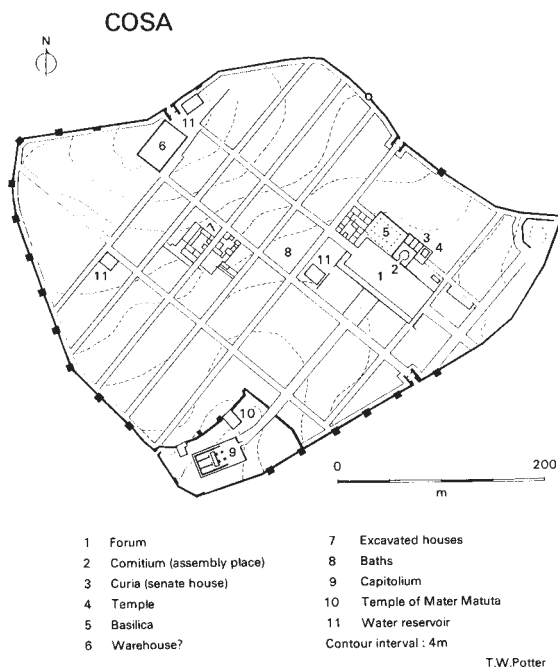 COSA
N
11
6
7
5
3
4
11
8
11
2
1
10
9
0 200
m
1 Forum
2 Comitium (assembly place)
3 Curia (senate house)
4 Temple
5 Basilica
6 Warehouse?
7 Excavated houses
8 Baths
9 Capitolium
10 Temple of Mater Matuta
11 Water reservoir
Contour interval : 4m
T.W.Potter